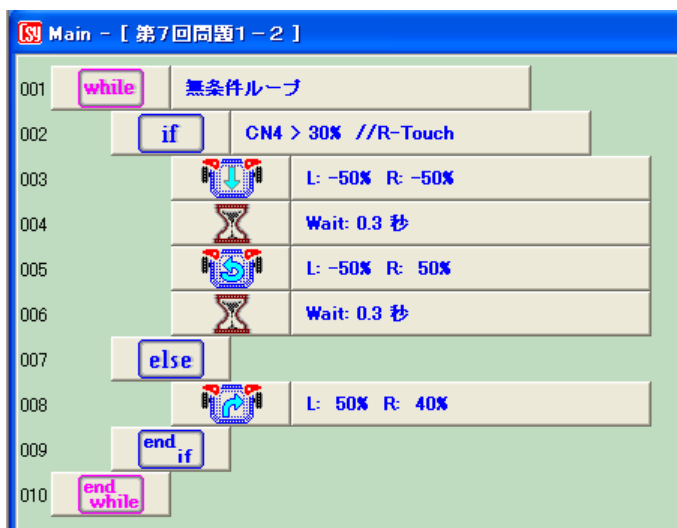 Main - [ 第7回問題1-2 ]
001 while 無条件ループ
002 if CN4 > 30% //R-Touch
003 L: -50% R: -50%
004 Wait: 0.3 秒
005 L: -50% R: 50%
006 Wait: 0.3 秒
007 else
008 L: 50% R: 40%
009 end if
010 end while